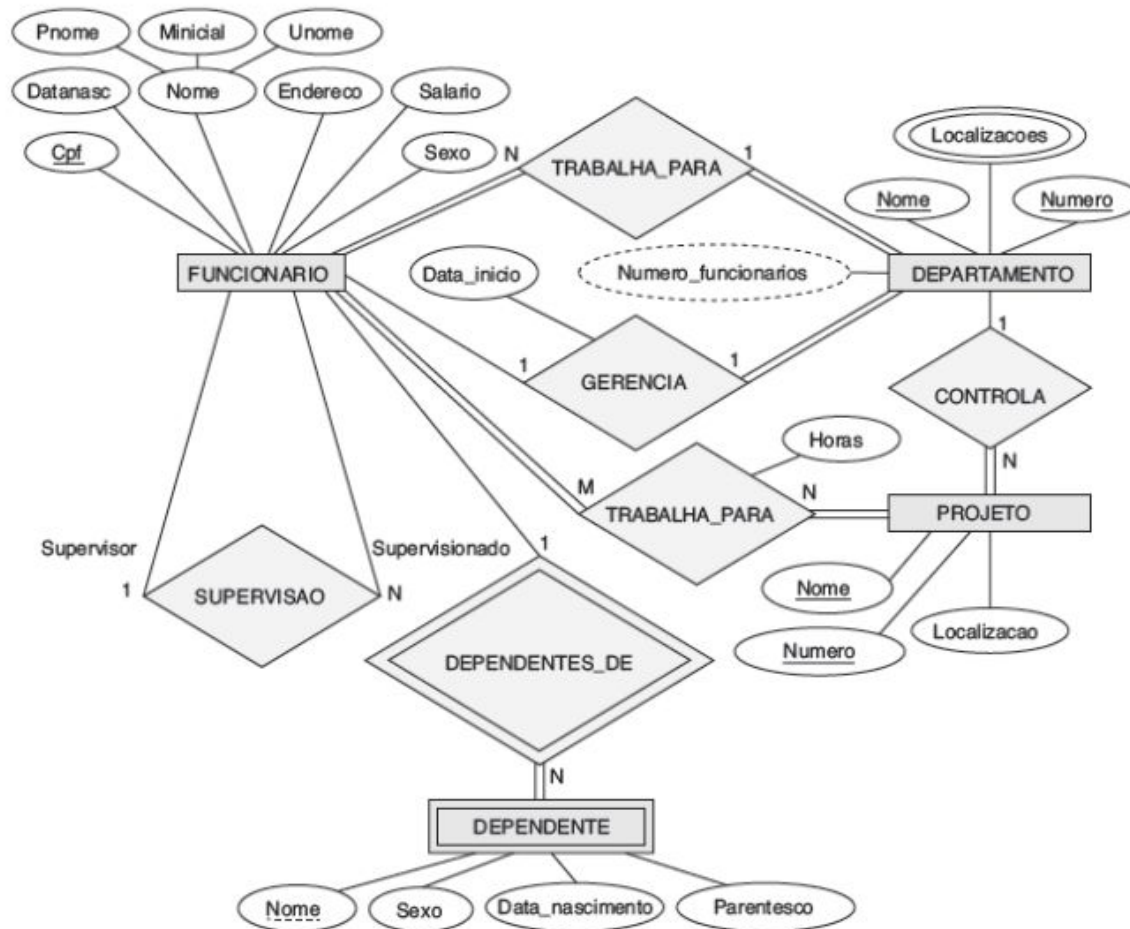 Pnome Minicial Unome
Datanasc Nome Endereco Salario
Localizacoes
Cpf Sexo N TRABALHA_PARA 1
Nome Numero
FUNCIONARIO Data_inicio Numero_funcionarios DEPARTAMENTO
1
1 GERENCIA 1
CONTROLA
Horas
N
M TRABALHA_PARA N PROJETO
Supervisor Supervisionado 1
1 SUPERVISAO N
Nome
Numero Localizacao
DEPENDENTES_DE
N
DEPENDENTE
Nome Sexo Data_nascimento Parentesco